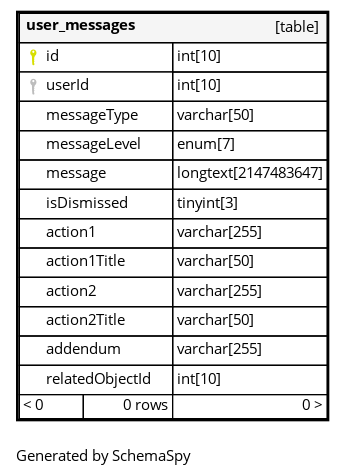 user_messages [table]
id int[10]
userId int[10]
messageType varchar[50]
messageLevel enum[7]
message longtext[2147483647]
isDismissed tinyint[3]
action1 varchar[255]
action1Title varchar[50]
action2 varchar[255]
action2Title varchar[50]
addendum varchar[255]
relatedObjectId int[10]
< 0 0 rows 0 >
Generated by SchemaSpy